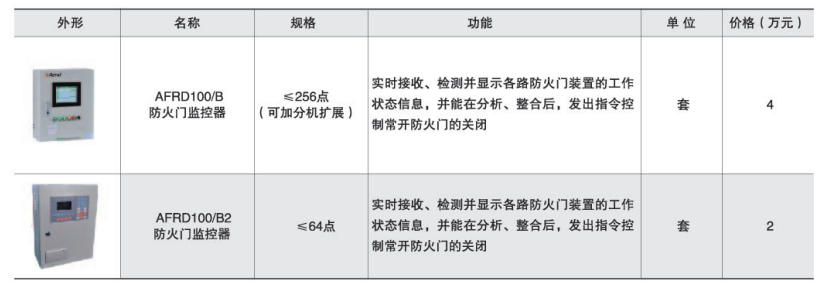 外形 名称 规格 功能 单位 价格（万元）
Acrel
AFRD100/B
防火门监控器
≤256点
（可加分机扩展）
实时接收、检测并显示各路防火门装置的工作
状态信息，并能在分析、整合后，发出指令控
制常开防火门的关闭
套
4
AFRD100/B2
防火门监控器
≤64点
实时接收、检测并显示各路防火门装置的工作
状态信息，并能在分析、整合后，发出指令控
制常开防火门的关闭
套
2